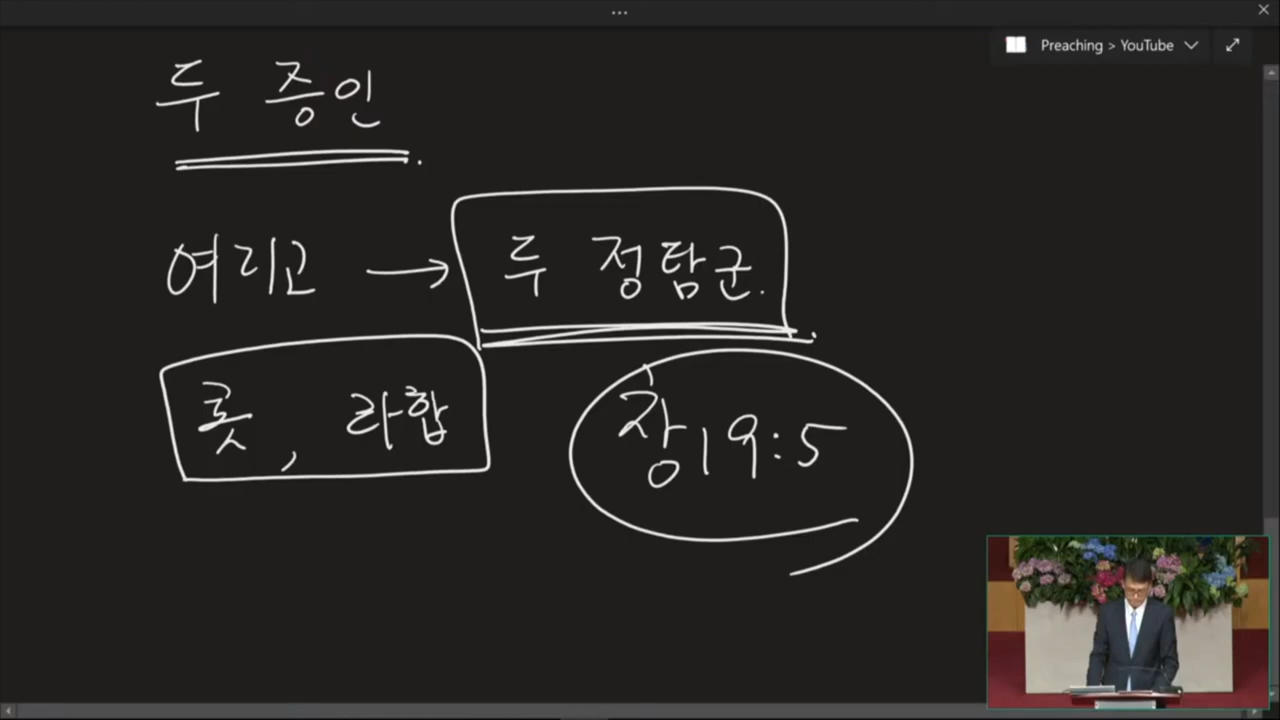 ...
Preaching > YouTube
두 증인.
여리고 → 두 정탐군.
롯, 라합
창19:5